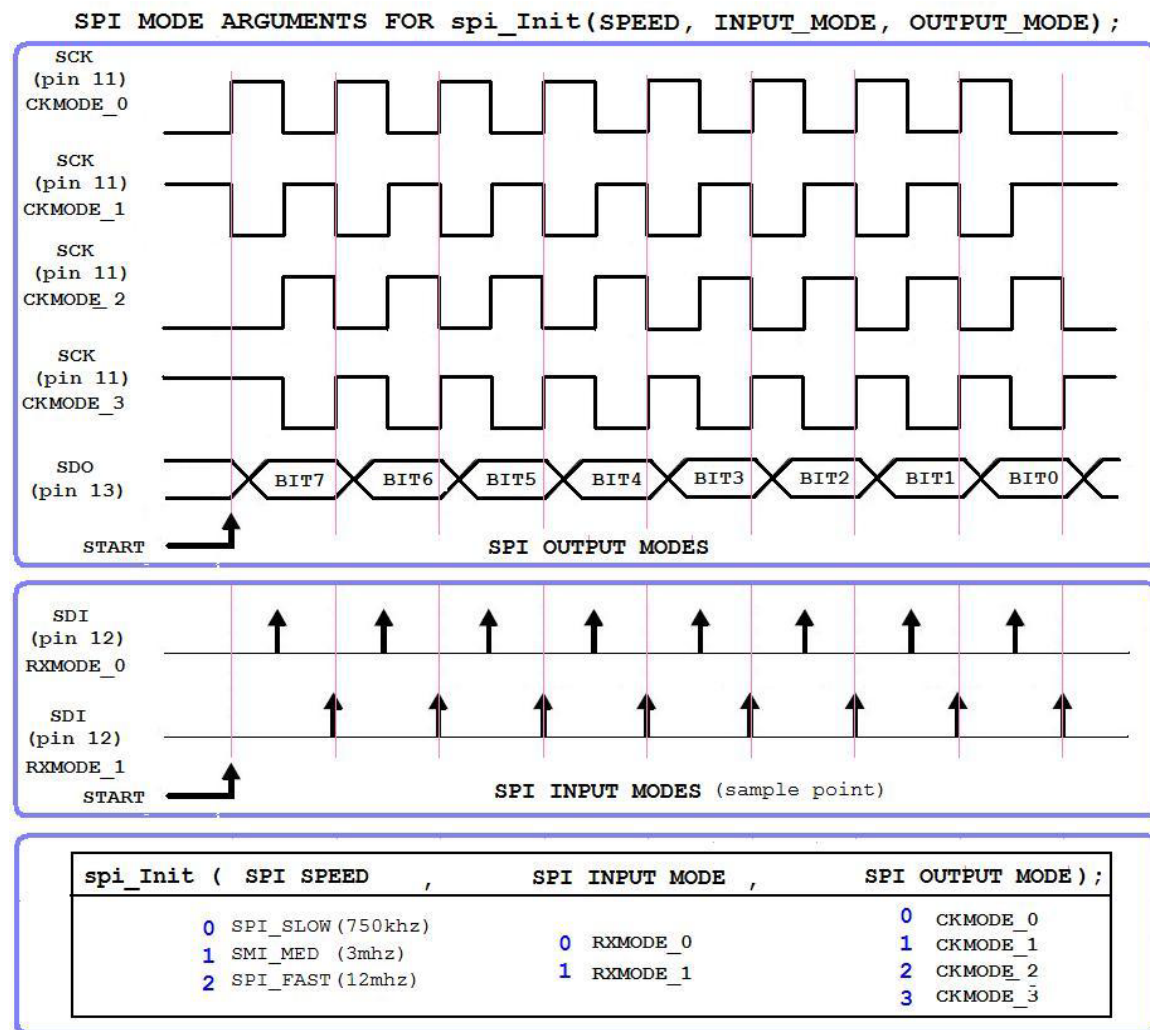 SPI MODE ARGUMENTS FOR spi_Init(SPEED, INPUT_MODE, OUTPUT_MODE);
SCK
(pin 11)
CKMODE_0
SCK
(pin 11)
CKMODE_1
SCK
(pin 11)
CKMODE_2
SCK
(pin 11)
CKMODE_3
SDO
(pin 13)
BIT7 BIT6 BIT5 BIT4 BIT3 BIT2 BIT1 BIT0
START
SPI OUTPUT MODES
SDI
(pin 12)
RXMODE_0
SDI
(pin 12)
RXMODE_1
START
SPI INPUT MODES (sample point)
spi_Init ( SPI SPEED , SPI INPUT MODE , SPI OUTPUT MODE);
0 SPI_SLOW(750khz)
1 SMI_MED (3mhz)
2 SPI_FAST(12mhz)
0 RXMODE_0
1 RXMODE_1
0 CKMODE_0
1 CKMODE_1
2 CKMODE_2
3 CKMODE_3